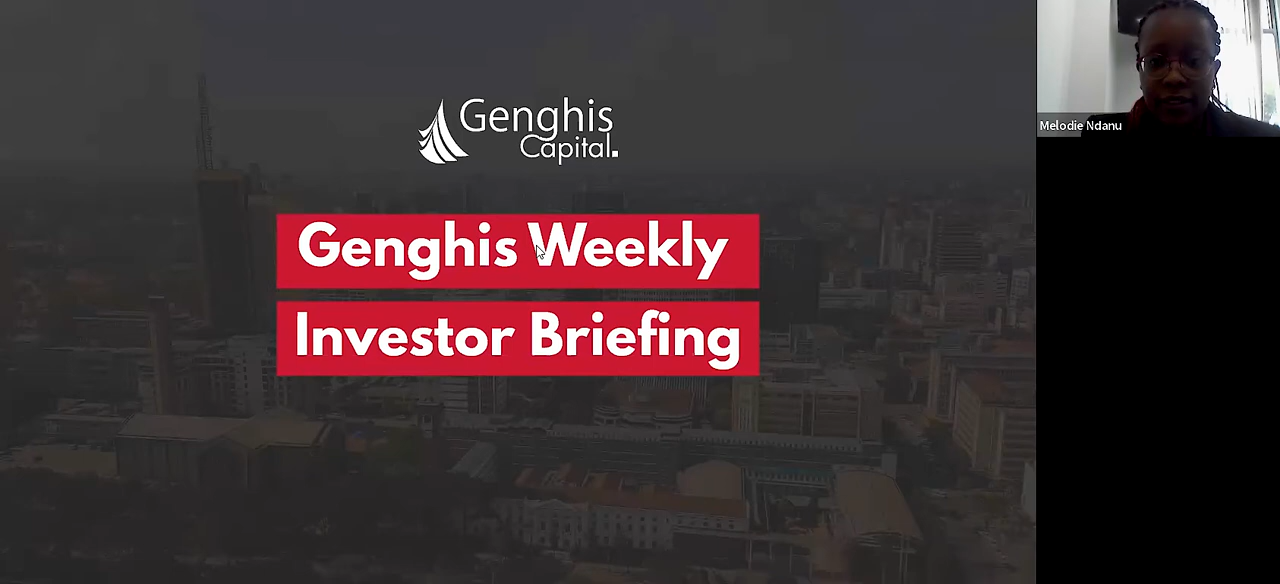 Genghis
Capital.
Genghis Weekly
Investor Briefing
Melodie Ndanu